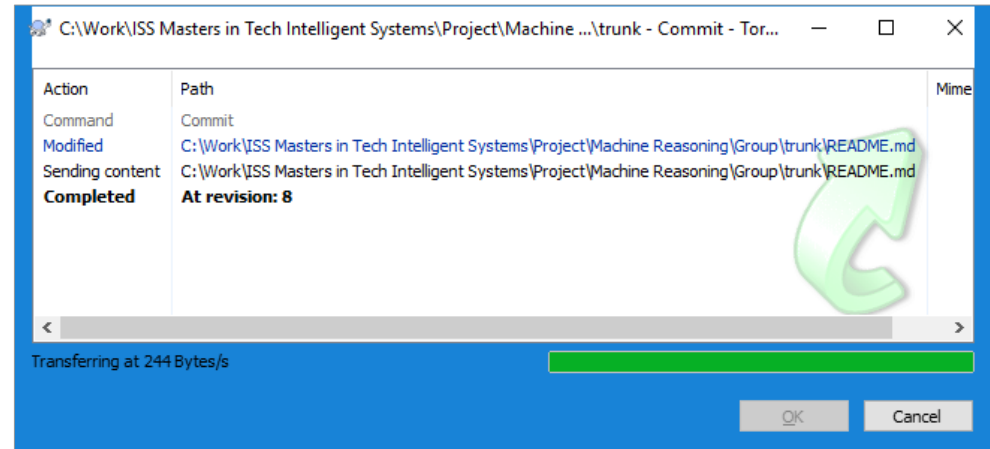 C:\Work\ISS Masters in Tech Intelligent Systems\Project\Machine ...\trunk - Commit - Tor...
Action Path Mime
Command Commit
Modified C:\Work\ISS Masters in Tech Intelligent Systems\Project\Machine Reasoning\Group\trunk\README.md
Sending content C:\Work\ISS Masters in Tech Intelligent Systems\Project\Machine Reasoning\Group\trunk\README.md
Completed At revision: 8
Transferring at 244 Bytes/s
OK Cancel